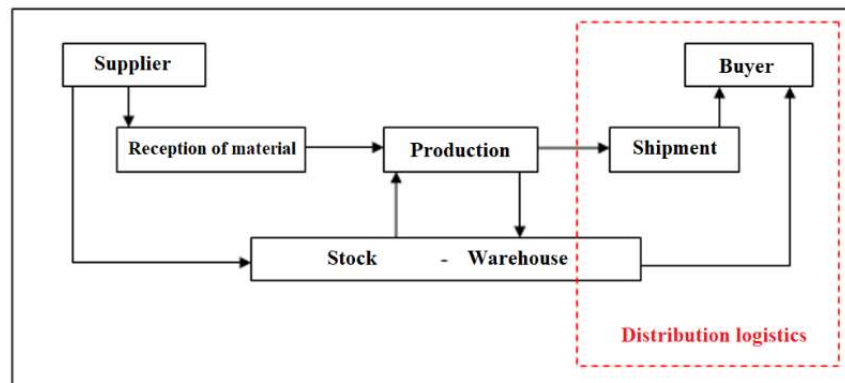 Supplier
Buyer
Reception of material
Production
Shipment
Stock - Warehouse
Distribution logistics